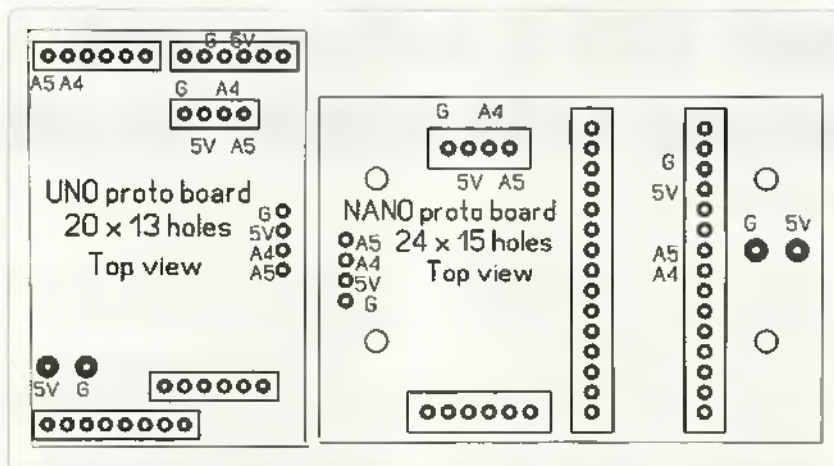 G 5V
A5 A4
G A4
5V A5
UNO proto board
20 x 13 holes
Top view
G
5V
A4
A5
5V G
G A4
5V A5
NANO proto board
24 x 15 holes
Top view
A5
A4
5V
G
G
5V
A5
A4
G 5V